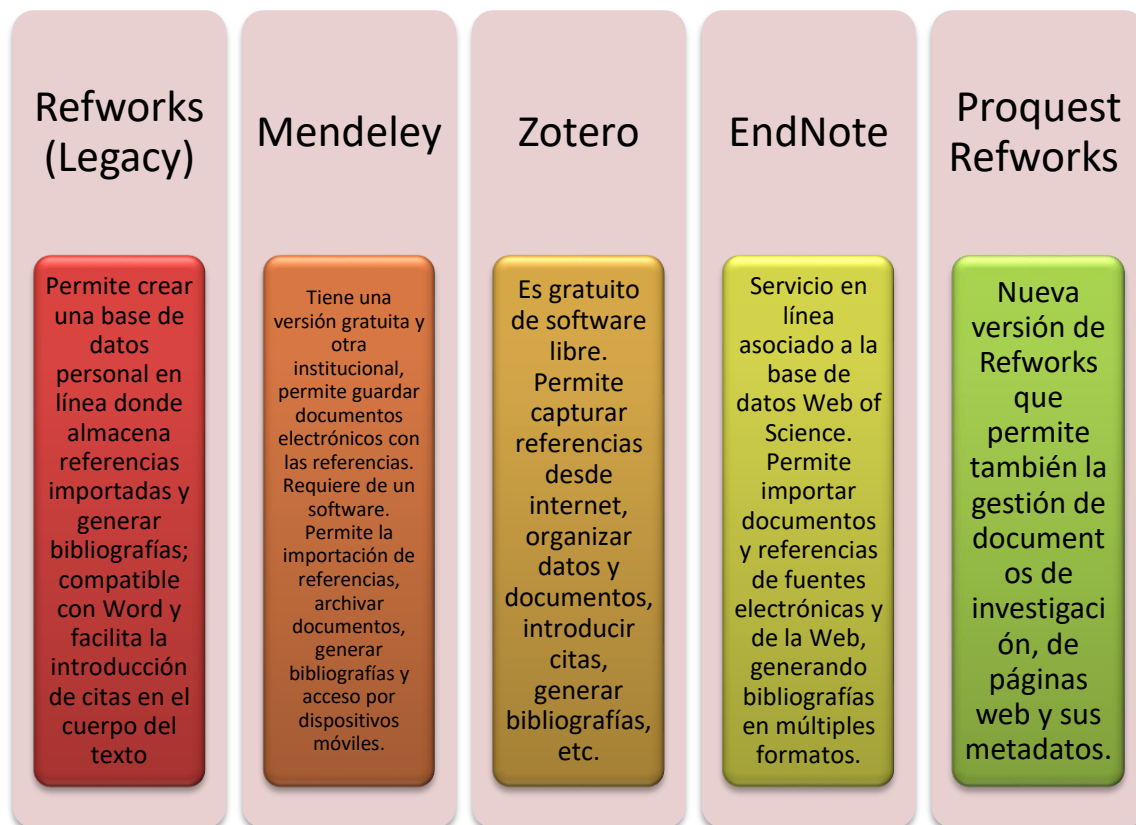 Refworks
(Legacy)
Permite crear
una base de
datos
personal en
línea donde
almacena
referencias
importadas y
generar
bibliografías;
compatible
con Word y
facilita la
introducción
de citas en el
cuerpo del
texto
Mendeley
Tiene una
versión gratuita y
otra
institucional,
permite guardar
documentos
electrónicos con
las referencias.
Requiere de un
software.
Permite la
importación de
referencias,
archivar
documentos,
generar
bibliografías y
acceso por
dispositivos
móviles.
Zotero
Es gratuito
de software
libre.
Permite
capturar
referencias
desde
internet,
organizar
datos y
documentos,
introducir
citas,
generar
bibliografías,
etc.
EndNote
Servicio en
línea
asociado a la
base de
datos Web of
Science.
Permite
importar
documentos
y referencias
de fuentes
electrónicas y
de la Web,
generando
bibliografías
en múltiples
formatos.
Proquest
Refworks
Nueva
versión de
Refworks
que
permite
también la
gestión de
document
os de
investigaci
ón, de
páginas
web y sus
metadatos.